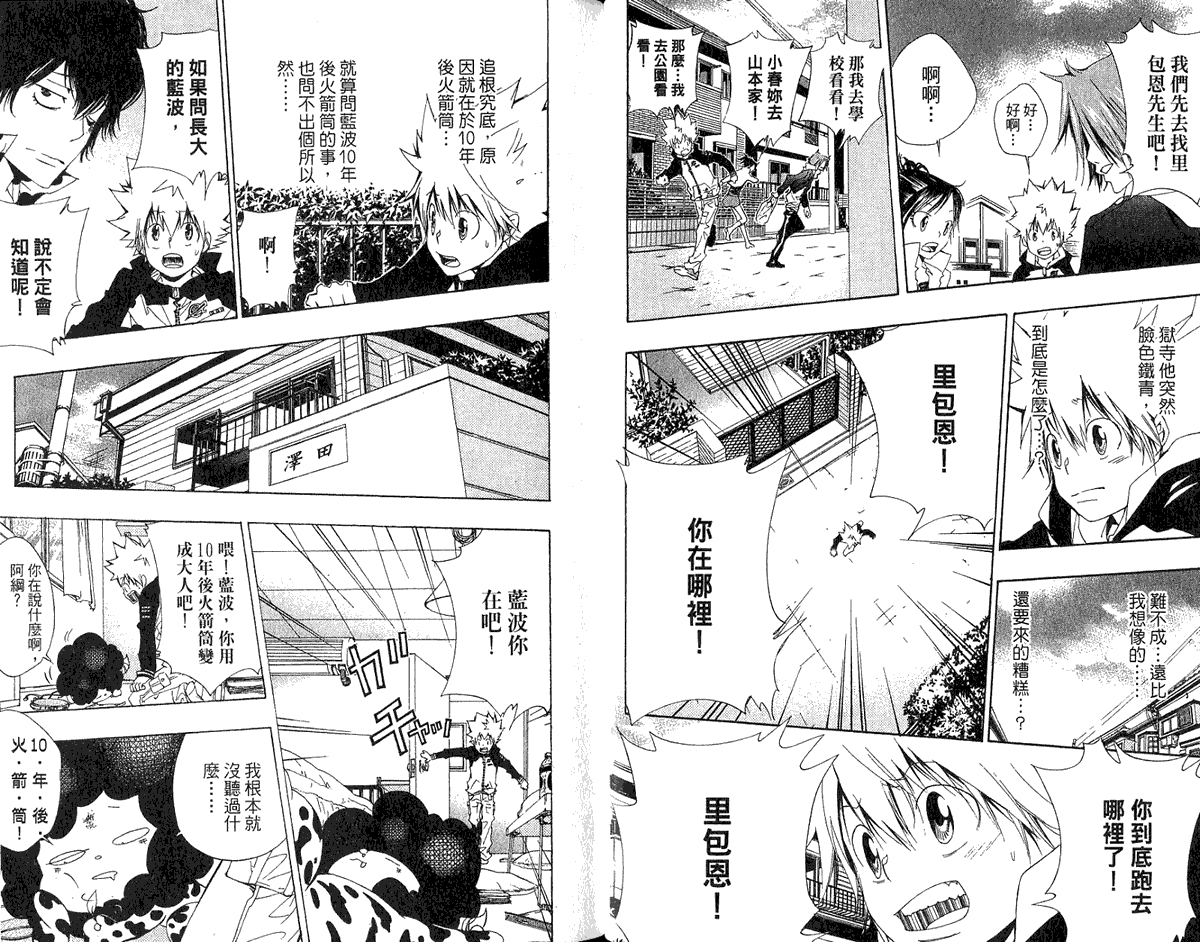 我們先去找里
包恩先生吧！
好…
好啊…
啊啊…
那我去學
校看看！
小春妳去
山本家！
那麼…我
去公園看
看！
獄寺他突然
臉色鐵青，
到底是怎麼了…？
里包恩！
你在哪裡！
難不成…遠比
我想像的……
還要來的糟糕…？
你到底跑去
哪裡了！
里包恩！
追根究底，原
因就在於10年
後火箭筒…
就算問藍波10年
後火箭筒的事，
也問不出個所以
然……
啊！
如果問長大
的藍波，
說不定會
知道呢！
澤田
藍波你
在吧！
ガチャ
喂！藍波，你用
10年後火箭筒變
成大人吧！
你在說什麼啊，
阿綱？
我根本就
沒聽過什
麼……
10·年·後·
火·箭·筒！